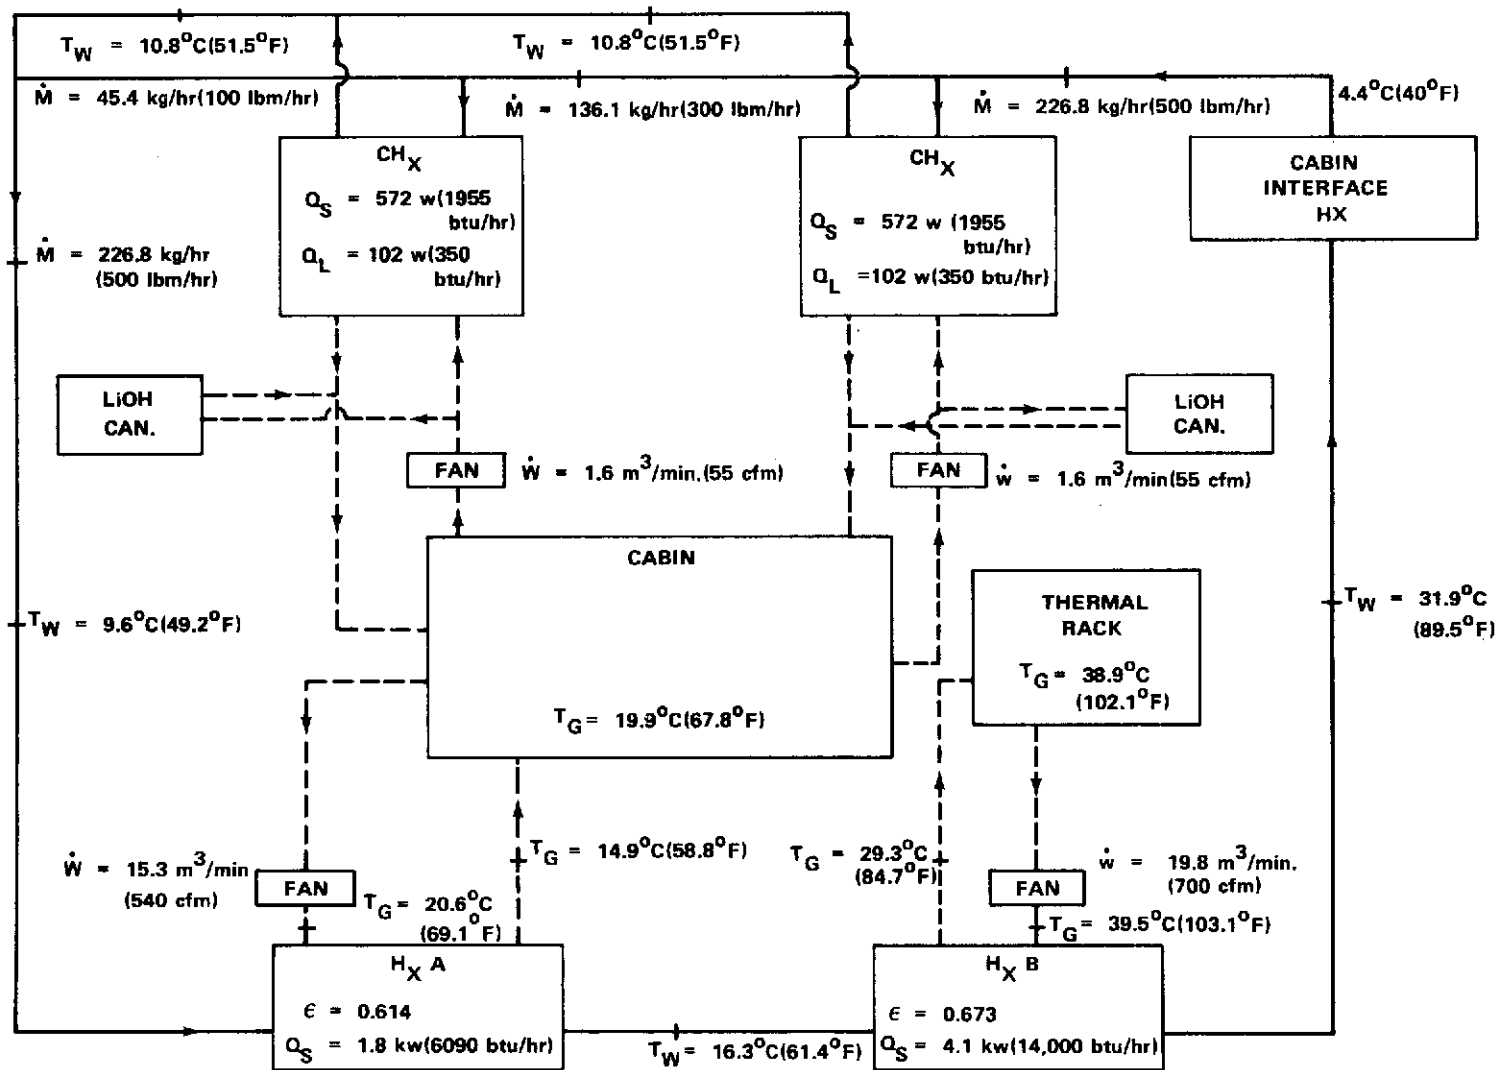 T_W = 10.8°C(51.5°F)
T_W = 10.8°C(51.5°F)
Ṁ = 45.4 kg/hr(100 lbm/hr)
Ṁ = 136.1 kg/hr(300 lbm/hr)
Ṁ = 226.8 kg/hr(500 lbm/hr)
4.4°C(40°F)
CH_X
Q_S = 572 w(1955
btu/hr)
Q_L = 102 w(350
btu/hr)
CH_X
Q_S = 572 w (1955
btu/hr)
Q_L =102 w(350 btu/hr)
CABIN
INTERFACE
HX
Ṁ = 226.8 kg/hr
(500 lbm/hr)
LiOH
CAN.
LiOH
CAN.
FAN
Ẇ = 1.6 m³/min.(55 cfm)
FAN
ẇ = 1.6 m³/min(55 cfm)
CABIN
T_G = 19.9°C(67.8°F)
THERMAL
RACK
T_G = 38.9°C
(102.1°F)
T_W = 9.6°C(49.2°F)
T_W = 31.9°C
(89.5°F)
Ẇ = 15.3 m³/min
(540 cfm)
FAN
T_G = 20.6°C
(69.1°F)
T_G = 14.9°C(58.8°F)
T_G = 29.3°C
(84.7°F)
FAN
ẇ = 19.8 m³/min.
(700 cfm)
T_G = 39.5°C(103.1°F)
H_X A
ϵ = 0.614
Q_S = 1.8 kw(6090 btu/hr)
T_W = 16.3°C(61.4°F)
H_X B
ϵ = 0.673
Q_S = 4.1 kw(14,000 btu/hr)